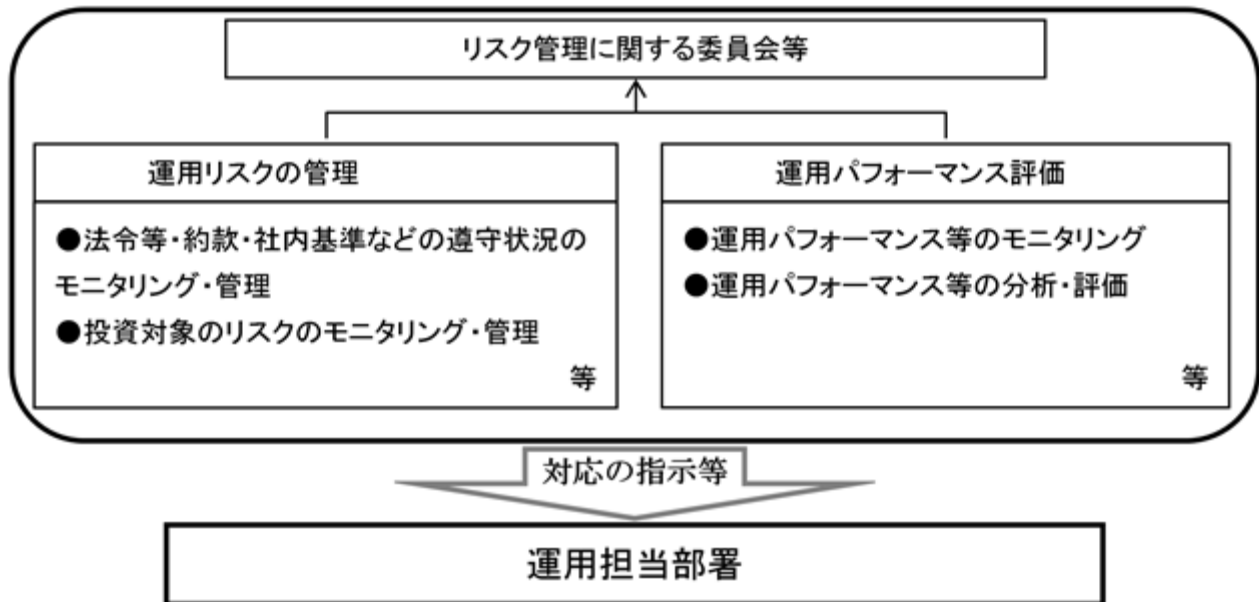 リスク管理に関する委員会等
運用リスクの管理
●法令等・約款・社内基準などの遵守状況の
モニタリング・管理
●投資対象のリスクのモニタリング・管理
等
運用パフォーマンス評価
●運用パフォーマンス等のモニタリング
●運用パフォーマンス等の分析・評価
等
対応の指示等
運用担当部署